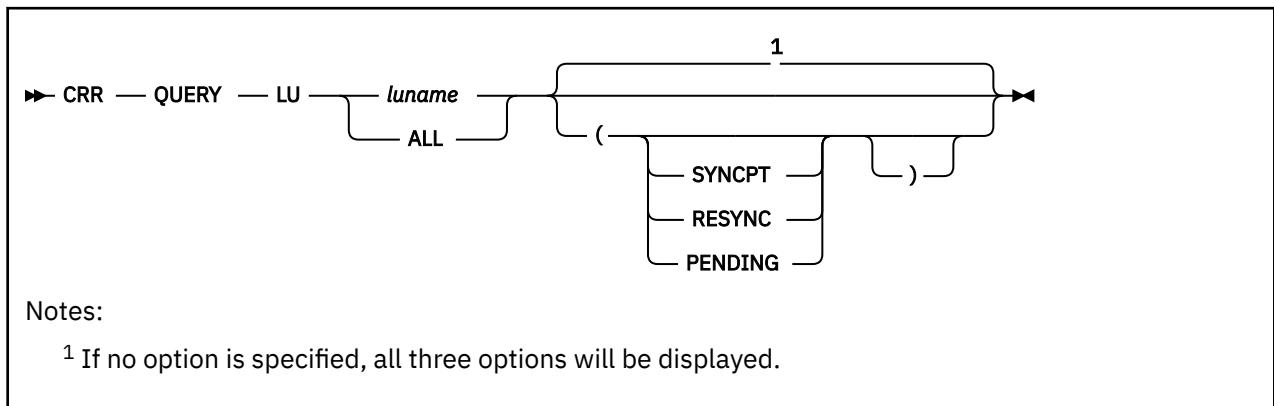 1
CRR QUERY LU luname
ALL
(
SYNCPT
)
RESYNC
PENDING
Notes:
1 If no option is specified, all three options will be displayed.